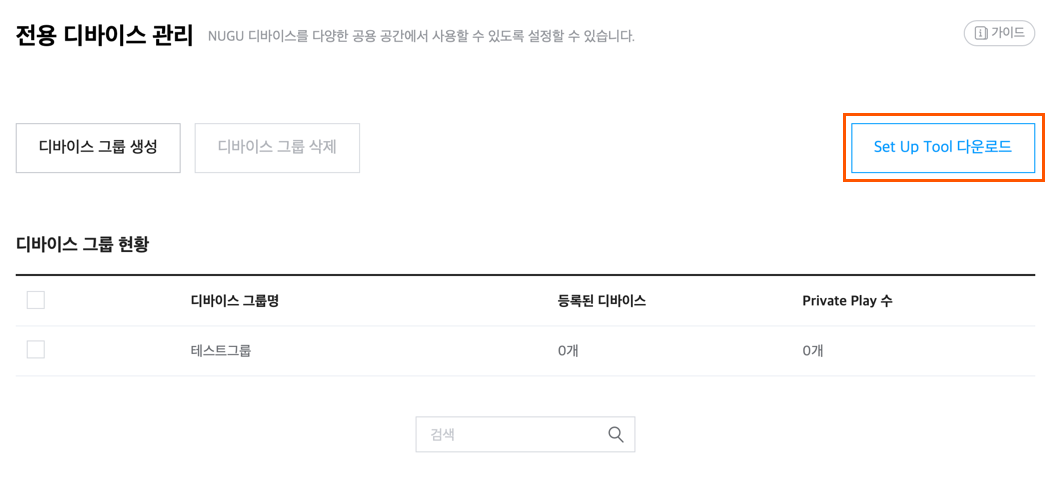 전용 디바이스 관리 NUGU 디바이스를 다양한 공용 공간에서 사용할 수 있도록 설정할 수 있습니다. 가이드
디바이스 그룹 생성 디바이스 그룹 삭제 Set Up Tool 다운로드
디바이스 그룹 현황
디바이스 그룹명 등록된 디바이스 Private Play 수
테스트그룹 0개 0개
검색